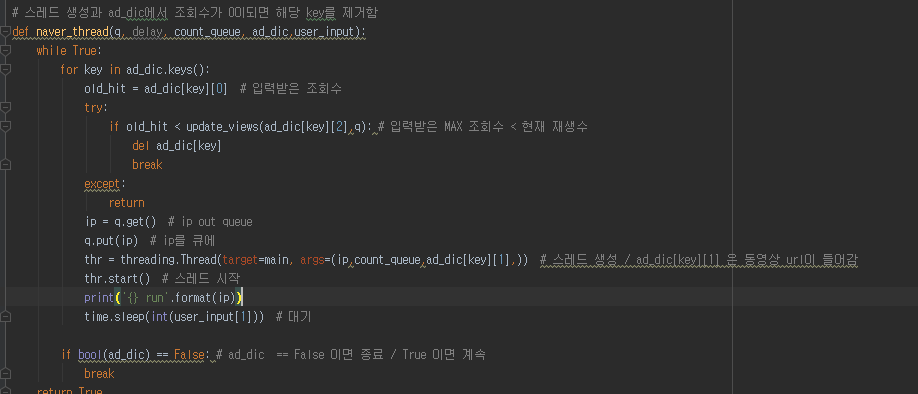 # 스레드 생성과 ad_dic에서 조회수가 0이되면 해당 key를 제거함
def naver_thread(q, delay, count_queue, ad_dic,user_input):
while True:
for key in ad_dic.keys():
old_hit = ad_dic[key][0] # 입력받은 조회수
try:
if old_hit < update_views(ad_dic[key][2],q): # 입력받은 MAX 조회수 < 현재 재생수
del ad_dic[key]
break
except:
return
ip = q.get() # ip out queue
q.put(ip) # ip를 큐에
thr = threading.Thread(target=main, args=(ip,count_queue,ad_dic[key][1],)) # 스레드 생성 / ad_dic[key][1] 은 동영상 url이 들어감
thr.start() # 스레드 시작
print('{} run'.format(ip))
time.sleep(int(user_input[1])) # 대기
if bool(ad_dic) == False: # ad_dic == False 이면 종료 / True 이면 계속
break
return True